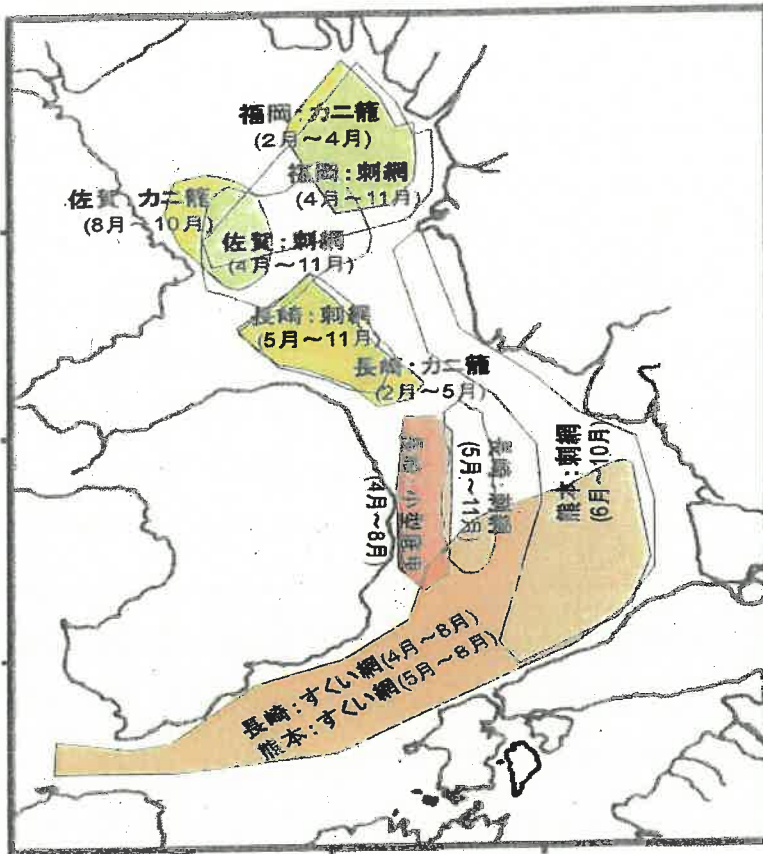 福岡:カニ籠
(2月～4月)
福岡:刺網
(4月～11月)
佐賀:カニ籠
(8月～10月)
佐賀:刺網
(4月～11月)
長崎:刺網
(5月～11月)
長崎:カニ籠
(2月～5月)
長崎:小型底曳
(4月～8月)
長崎:刺網
(5月～11月)
熊本:刺網
(6月～10月)
長崎:すくい網(4月～8月)
熊本:すくい網(5月～8月)